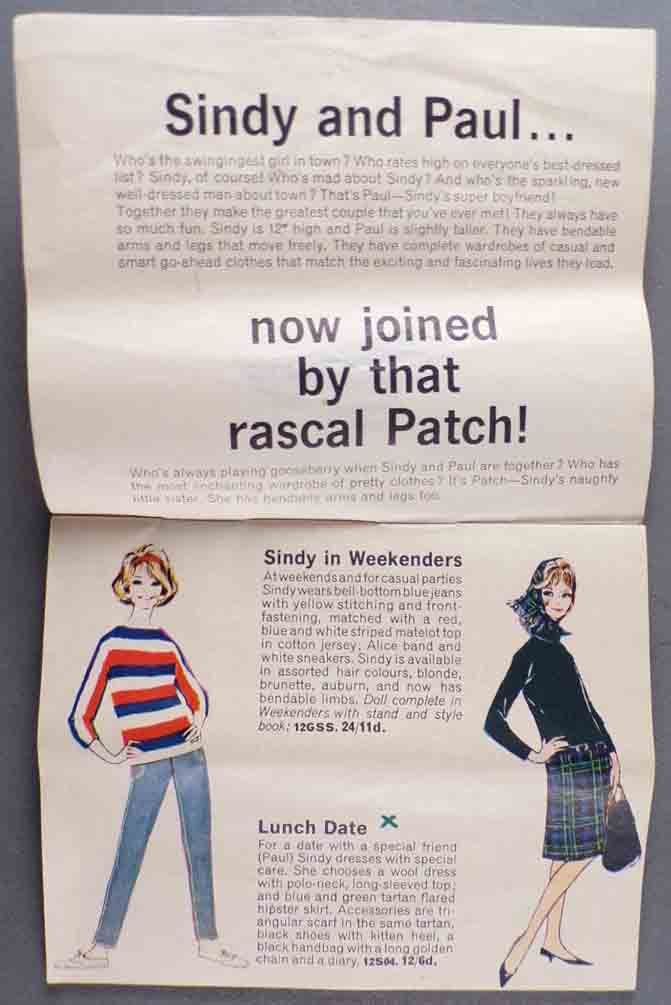 Sindy and Paul...
Who's the swingingest girl in town? Who rates high on everyone's best-dressed
list? Sindy, of course! Who's mad about Sindy? And who's the sparkling, new
well-dressed man-about town? That's Paul—Sindy's super boyfriend!
Together they make the greatest couple that you've ever met! They always have
so much fun. Sindy is 12" high and Paul is slightly taller. They have bendable
arms and legs that move freely. They have complete wardrobes of casual and
smart go-ahead clothes that match the exciting and fascinating lives they lead.
now joined
by that
rascal Patch!
Who's always playing gooseberry when Sindy and Paul are together? Who has
the most enchanting wardrobe of pretty clothes? It's Patch—Sindy's naughty
little sister. She has bendable arms and legs too.
Sindy in Weekenders
At weekends and for casual parties
Sindy wears bell-bottom blue jeans
with yellow stitching and front-
fastening, matched with a red,
blue and white striped matelot top
in cotton jersey; Alice band and
white sneakers. Sindy is available
in assorted hair colours, blonde,
brunette, auburn, and now has
bendable limbs. Doll complete in
Weekenders with stand and style
book; 12GSS. 24/11d.
Lunch Date x
For a date with a special friend
(Paul) Sindy dresses with special
care. She chooses a wool dress
with polo-neck, long-sleeved top;
and blue and green tartan flared
hipster skirt. Accessories are tri-
angular scarf in the same tartan,
black shoes with kitten heel, a
black handbag with a long golden
chain and a diary. 12S04. 12/6d.